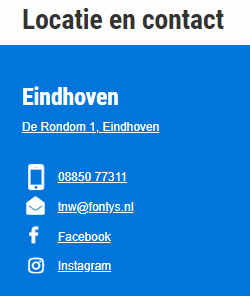 Locatie en contact
Eindhoven
De Rondom 1, Eindhoven
08850 77311
tnw@fontys.nl
Facebook
Instagram